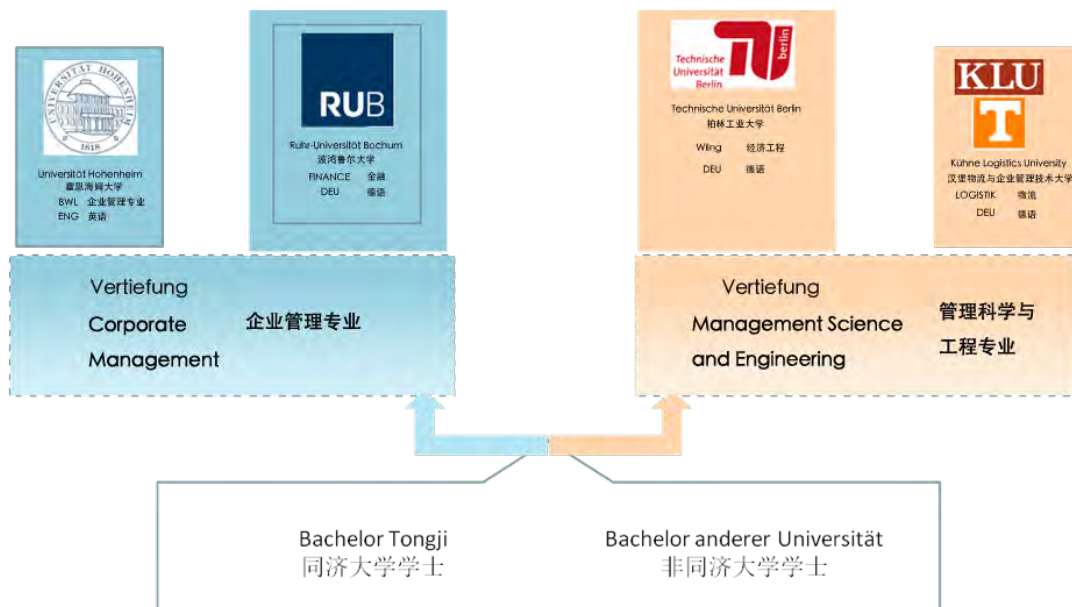 UNIVERSITÄT HOHENHEIM
1818
Universität Hohenheim
霍恩海姆大学
BWL 企业管理专业
ENG 英语
RUB
Ruhr-Universität Bochum
波鸿鲁尔大学
FINANCE 金融
DEU 德语
Technische
Universität
Berlin
berlin
Technische Universität Berlin
柏林工业大学
WiIng 经济工程
DEU 德语
KLU
T
Kühne Logistics University
汉堡物流与企业管理技术大学
LOGISTIK 物流
DEU 德语
Vertiefung
Corporate 企业管理专业
Management
Vertiefung
Management Science 管理科学与
and Engineering 工程专业
Bachelor Tongji
同济大学学士
Bachelor anderer Universität
非同济大学学士